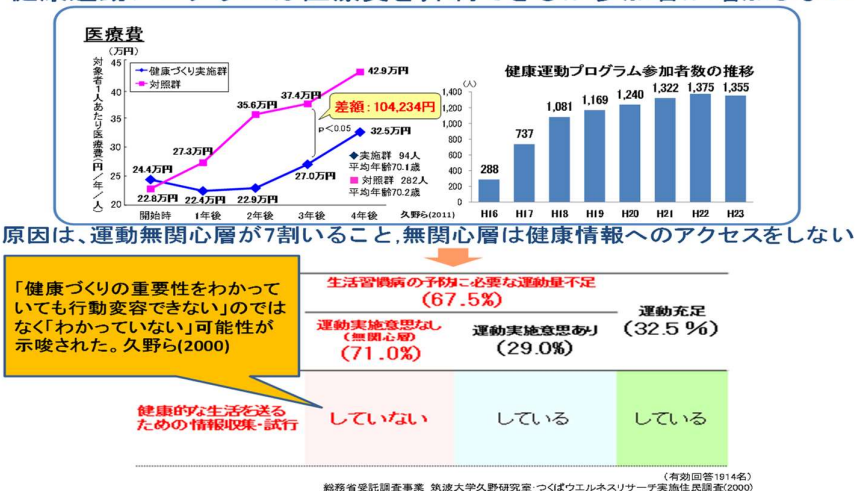 医療費
(万円)
対象者1人あたり医療費(円/年/人)
45
40
35
30
25
20
健康づくり実施群
対照群
24.4万円
22.8万円
27.3万円
22.4万円
35.6万円
22.9万円
37.4万円
27.0万円
42.9万円
32.5万円
差額:104,234円
p<0.05
◆実施群 94人
平均年齢70.1歳
■対照群 282人
平均年齢70.2歳
開始時 1年後 2年後 3年後 4年後 久野ら(2011)
健康運動プログラム参加者数の推移
(人)
1,400
1,200
1,000
800
600
400
200
0
288 737 1,081 1,169 1,240 1,322 1,375 1,355
H16 H17 H18 H19 H20 H21 H22 H23
原因は、運動無関心層が7割いること,無関心層は健康情報へのアクセスをしない
「健康づくりの重要性をわかって
いても行動変容できない」のでは
なく「わかっていない」可能性が
示唆された。久野ら(2000)
生活習慣病の予防に必要な運動量不足
(67.5%)
運動充足
(32.5%)
運動実施意思なし
(無関心層)
(71.0%)
運動実施意思あり
(29.0%)
健康的な生活を送る
ための情報収集・試行
していない
している
している
(有効回答1914名)
総務省受託調査事業 筑波大学久野研究室・つくばウエルネスリサーチ実施住民調査(2000)